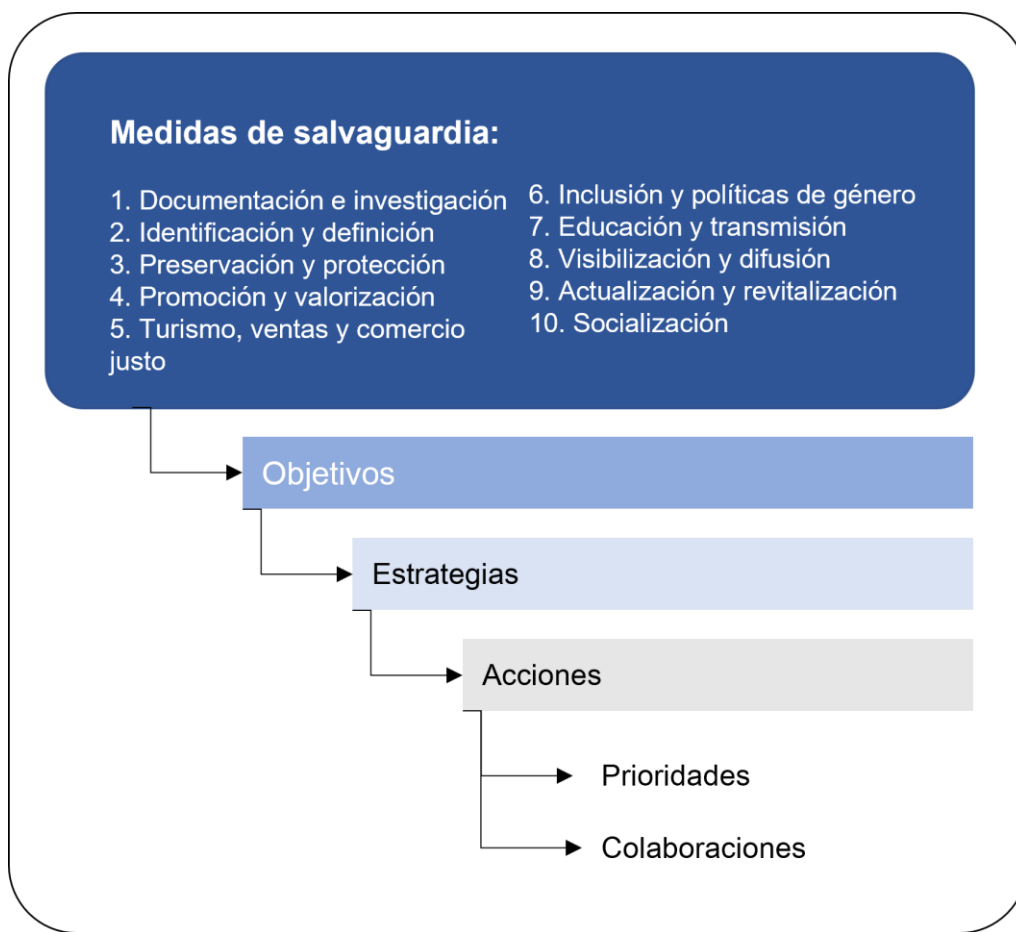 Medidas de salvaguardia:
1. Documentación e investigación
2. Identificación y definición
3. Preservación y protección
4. Promoción y valorización
5. Turismo, ventas y comercio
justo
6. Inclusión y políticas de género
7. Educación y transmisión
8. Visibilización y difusión
9. Actualización y revitalización
10. Socialización
Objetivos
Estrategias
Acciones
Prioridades
Colaboraciones